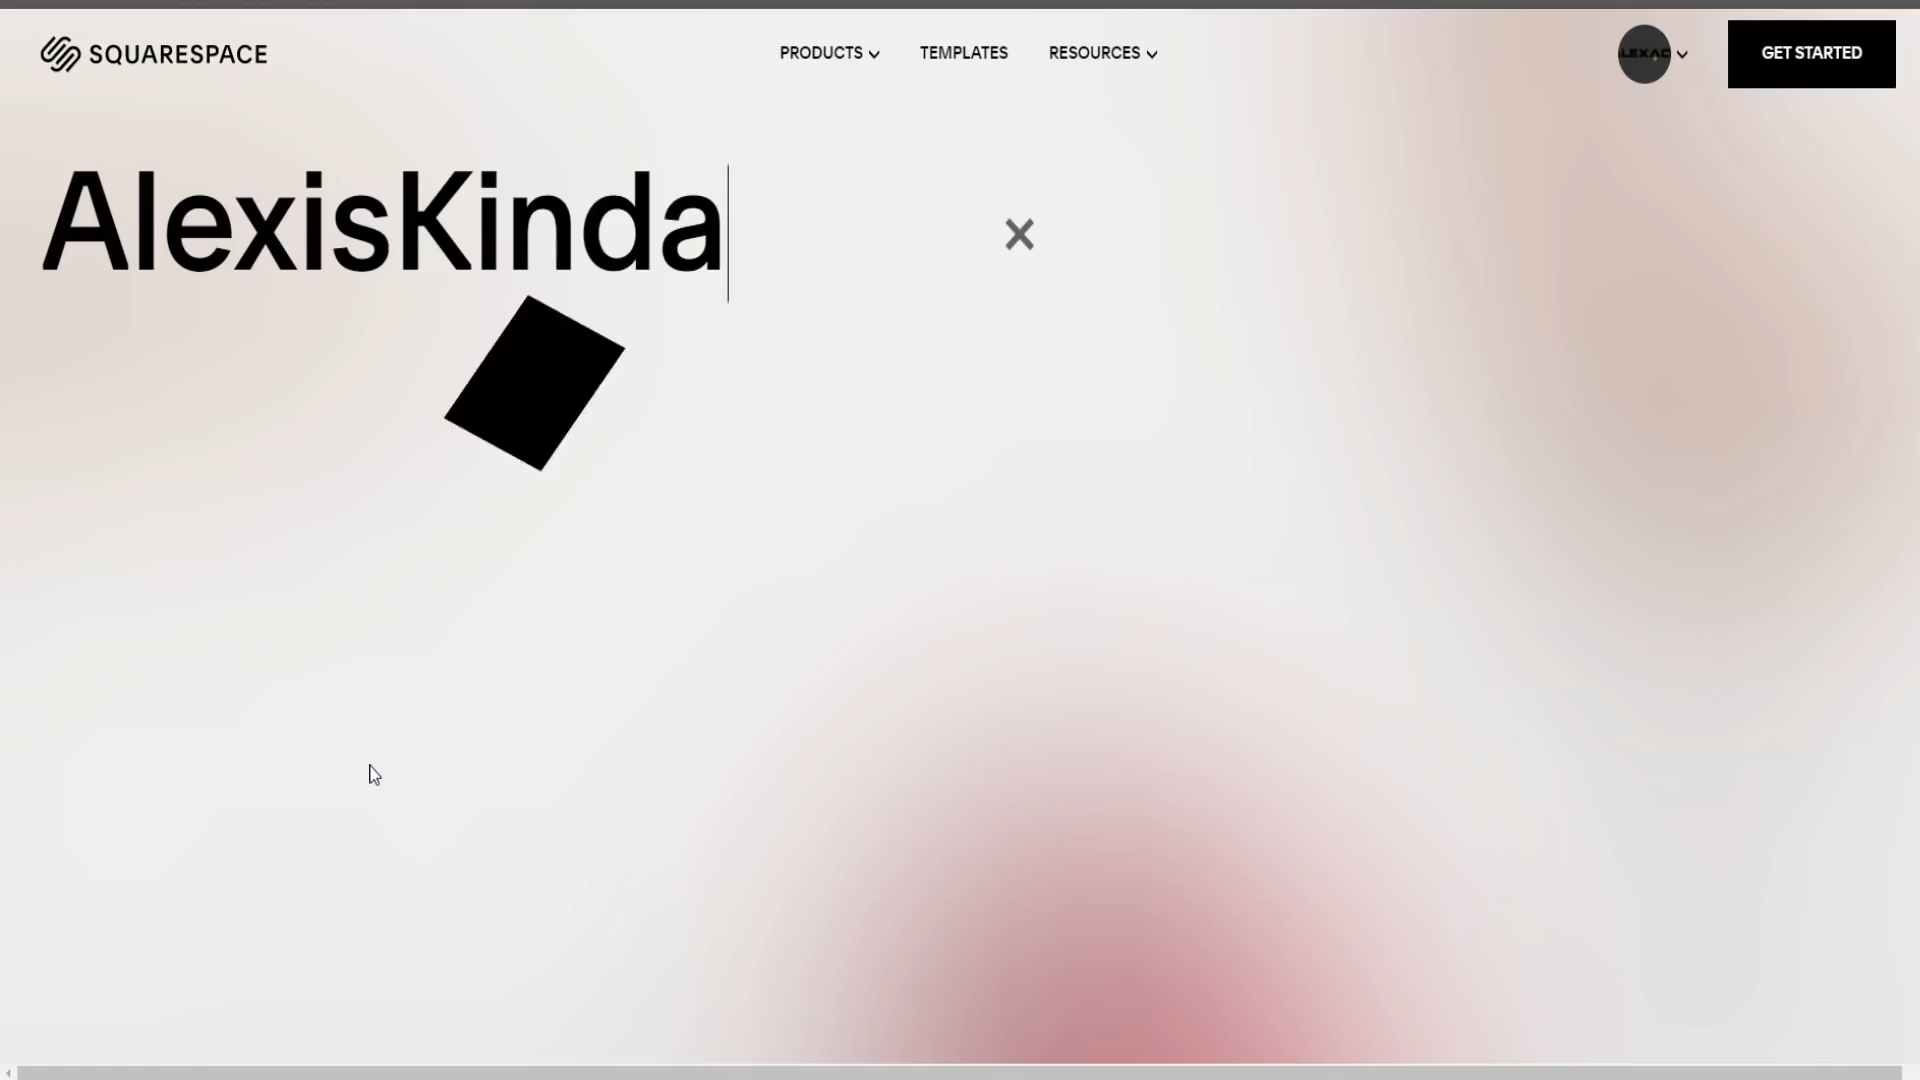 SQUARESPACE
PRODUCTS
TEMPLATES
RESOURCES
GET STARTED
AlexisKinda